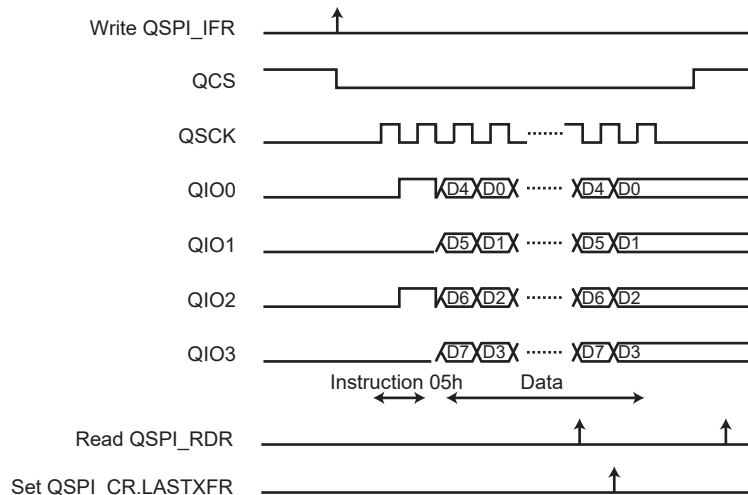 Write QSPI_IFR
QCS
QSCK
QIO0 D4 D0 D4 D0
QIO1 D5 D1 D5 D1
QIO2 D6 D2 D6 D2
QIO3 D7 D3 D7 D3
Instruction 05h Data
Read QSPI_RDR
Set QSPI_CR.LASTXFR